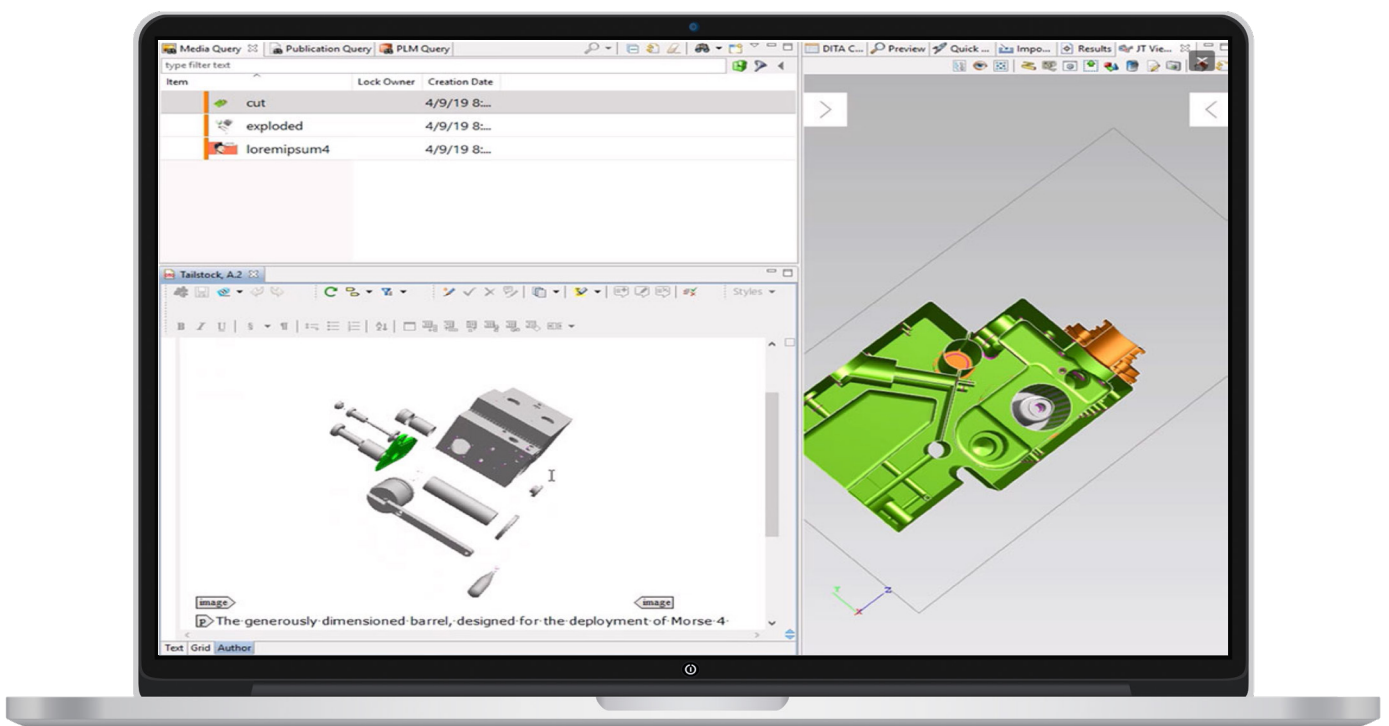 Media Query Publication Query PLM Query
type filter text
Item Lock Owner Creation Date
cut 4/9/19 8:...
exploded 4/9/19 8:...
loremipsum4 4/9/19 8:...
Tailstock, A.2
Styles
B I U § ¶
image image
p The generously dimensioned barrel, designed for the deployment of Morse 4
Text Grid Author
DITA C... Preview Quick ... Impo... Results JT Vie...
Y Z
X